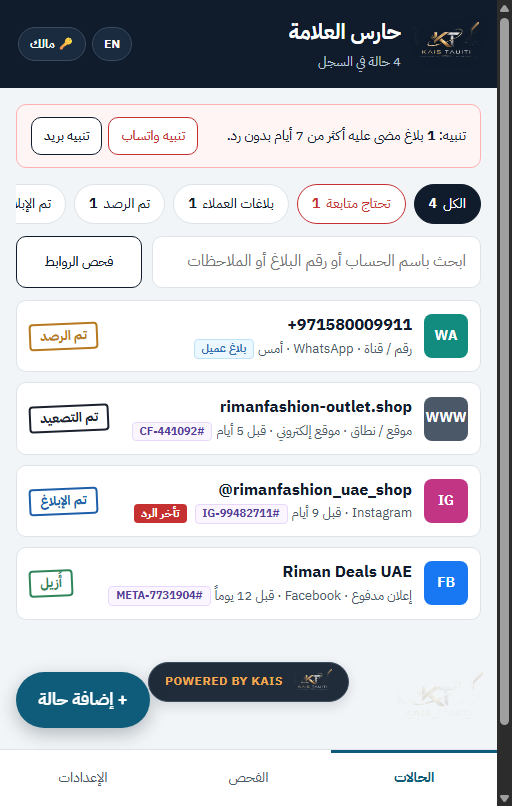 حارس العلامة
4 حالة في السجل
EN
🔑 مالك
KT
KAIS TAUITI
تنبيه: 1 بلاغ مضى عليه أكثر من 7 أيام بدون رد.
تنبيه واتساب
تنبيه بريد
الكل 4
تحتاج متابعة 1
بلاغات العملاء 1
تم الرصد 1
تم الإبلا
ابحث باسم الحساب أو رقم البلاغ أو الملاحظات
فحص الروابط
WA
+971580009911
رقم / قناة · WhatsApp · أمس
بلاغ عميل
تم الرصد
WWW
rimanfashion-outlet.shop
موقع / نطاق · موقع إلكتروني · قبل 5 أيام
CF-441092#
تم التصعيد
IG
@rimanfashion_uae_shop
Instagram · قبل 9 أيام
IG-99482711#
تأخر الرد
تم الإبلاغ
FB
Riman Deals UAE
إعلان مدفوع · Facebook · قبل 12 يوماً
META-7731904#
أُزيل
POWERED BY KAIS
+ إضافة حالة
الحالات
الفحص
الإعدادات